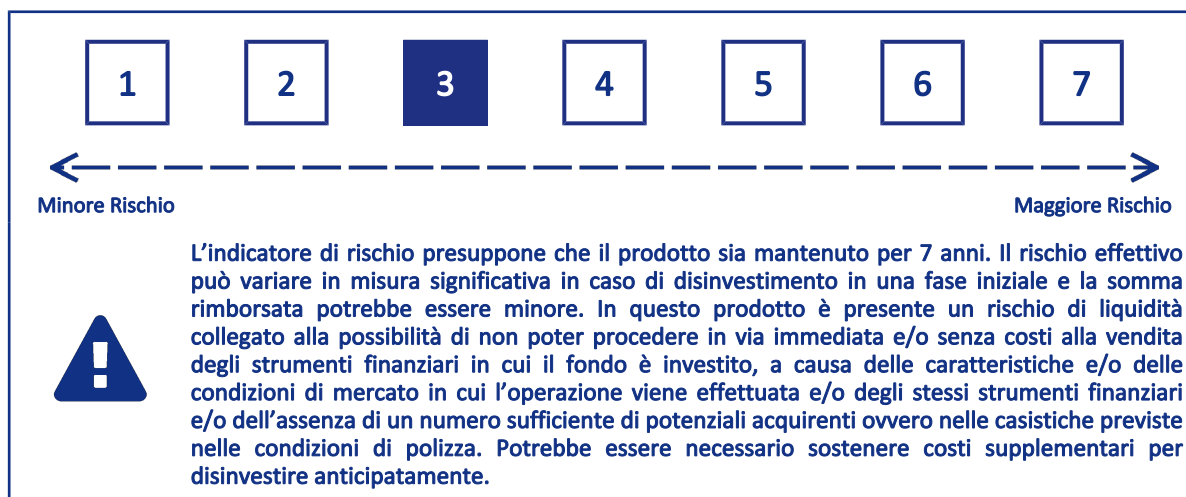 1 2 3 4 5 6 7
Minore Rischio Maggiore Rischio
L'indicatore di rischio presuppone che il prodotto sia mantenuto per 7 anni. Il rischio effettivo
può variare in misura significativa in caso di disinvestimento in una fase iniziale e la somma
rimborsata potrebbe essere minore. In questo prodotto è presente un rischio di liquidità
collegato alla possibilità di non poter procedere in via immediata e/o senza costi alla vendita
degli strumenti finanziari in cui il fondo è investito, a causa delle caratteristiche e/o delle
condizioni di mercato in cui l'operazione viene effettuata e/o degli stessi strumenti finanziari
e/o dell'assenza di un numero sufficiente di potenziali acquirenti ovvero nelle casistiche previste
nelle condizioni di polizza. Potrebbe essere necessario sostenere costi supplementari per
disinvestire anticipatamente.